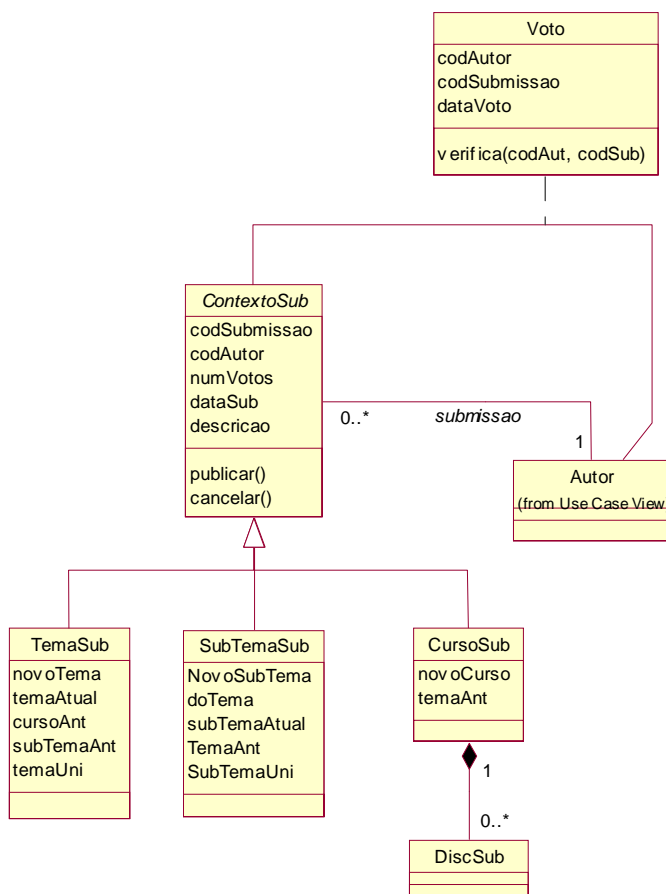 Voto
codAutor
codSubmissao
dataVoto
verifica(codAut, codSub)
ContextoSub
codSubmissao
codAutor
numVotos
dataSub
descricao
publicar()
cancelar()
0..*
submissao
1
Autor
(from Use Case View
TemaSub
novoTema
temaAtual
cursoAnt
subTemaAnt
temaUni
SubTemaSub
NovoSubTema
doTema
subTemaAtual
TemaAnt
SubTemaUni
CursoSub
novoCurso
temaAnt
1
0..*
DiscSub